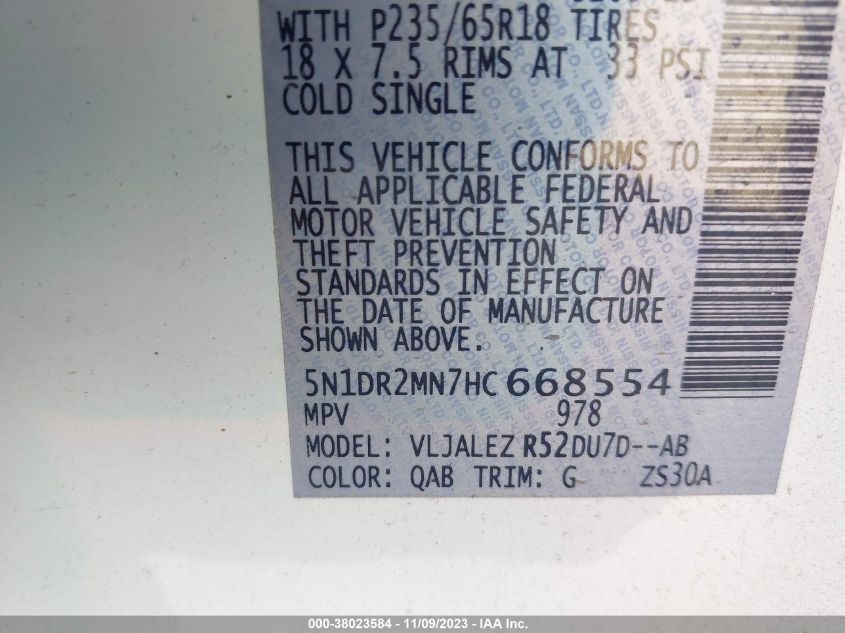 WITH P235/65R18 TIRES
18 X 7.5 RIMS AT 33 PSI
COLD SINGLE
THIS VEHICLE CONFORMS TO
ALL APPLICABLE FEDERAL
MOTOR VEHICLE SAFETY AND
THEFT PREVENTION
STANDARDS IN EFFECT ON
THE DATE OF MANUFACTURE
SHOWN ABOVE.
5N1DR2MN7HC 668554
MPV 978
MODEL: VLJALEZ R52DU7D--AB
COLOR: QAB TRIM: G ZS30A
000-38023584 - 11/09/2023 - IAA Inc.